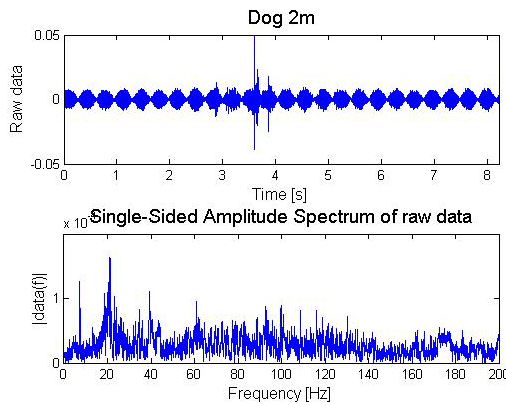 Dog 2m
0.05
0
-0.05
Raw data
0 1 2 3 4 5 6 7 8
Time [s]
x 10
Single-Sided Amplitude Spectrum of raw data
1
0
|data(f)|
0 20 40 60 80 100 120 140 160 180 200
Frequency [Hz]